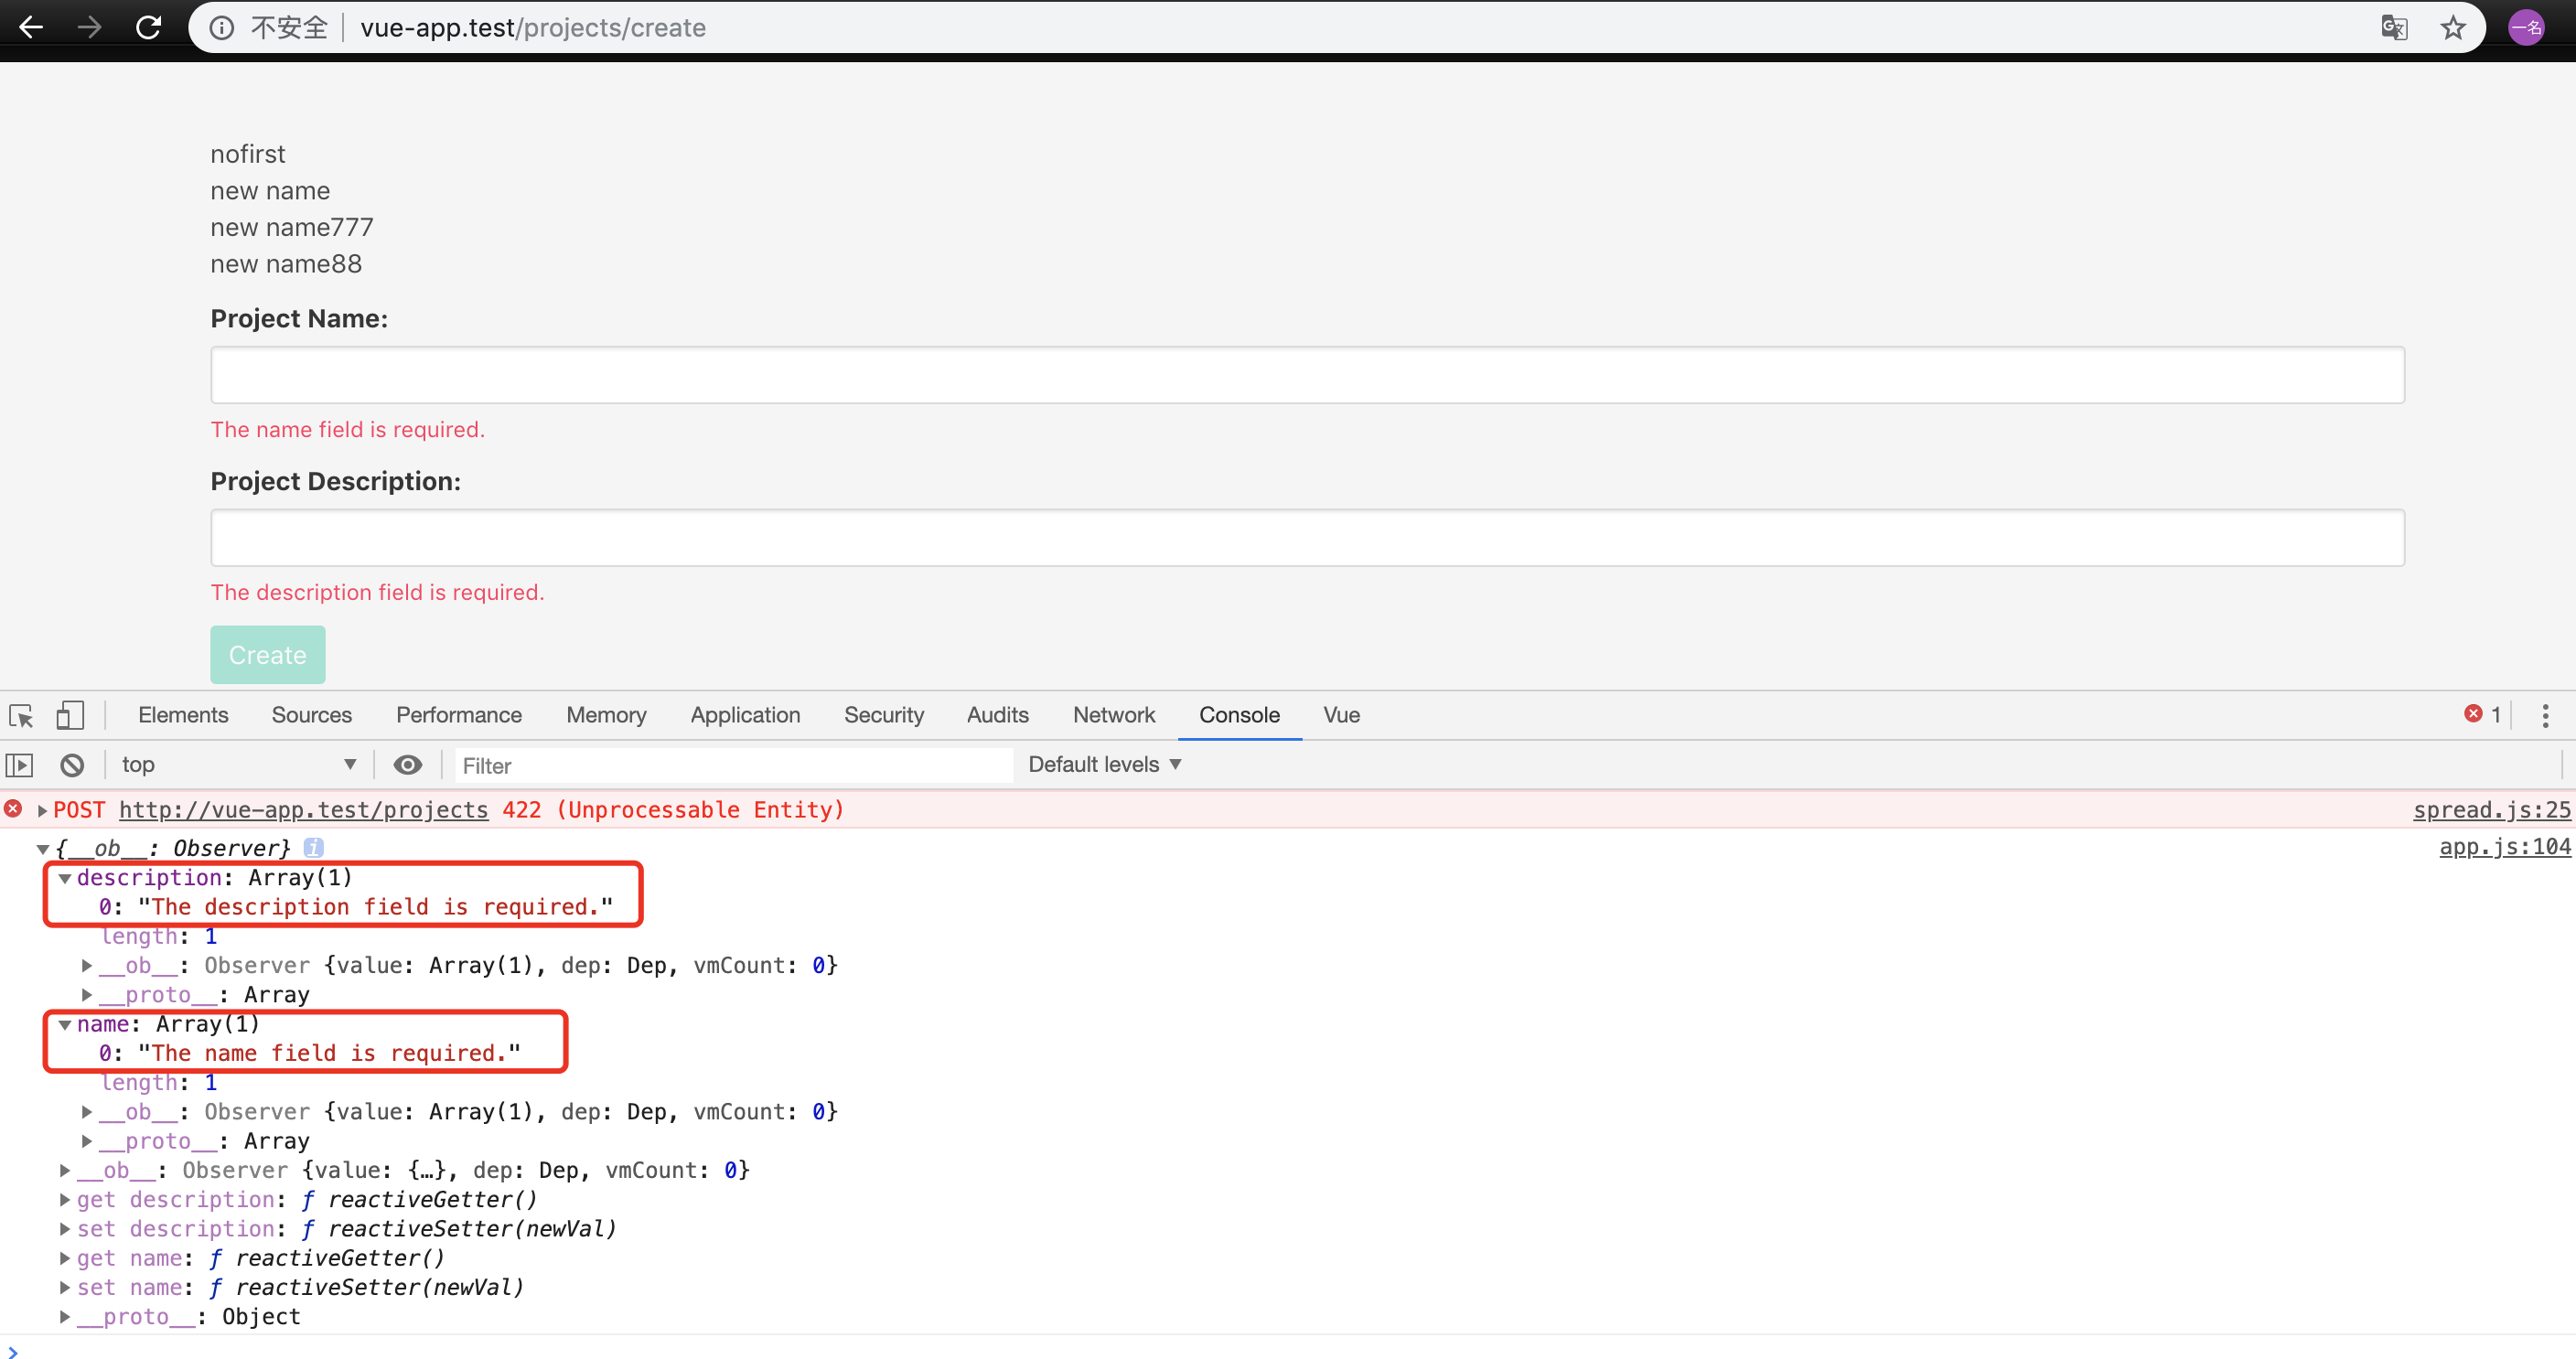 不安全 vue-app.test/projects/create 一名
nofirst
new name
new name777
new name88
Project Name:
The name field is required.
Project Description:
The description field is required.
Create
Elements Sources Performance Memory Application Security Audits Network Console Vue 1
top Filter Default levels
POST http://vue-app.test/projects 422 (Unprocessable Entity) spread.js:25
{__ob__: Observer} i app.js:104
description: Array(1)
0: "The description field is required."
length: 1
__ob__: Observer {value: Array(1), dep: Dep, vmCount: 0}
__proto__: Array
name: Array(1)
0: "The name field is required."
length: 1
__ob__: Observer {value: Array(1), dep: Dep, vmCount: 0}
__proto__: Array
__ob__: Observer {value: {…}, dep: Dep, vmCount: 0}
get description: ƒ reactiveGetter()
set description: ƒ reactiveSetter(newVal)
get name: ƒ reactiveGetter()
set name: ƒ reactiveSetter(newVal)
__proto__: Object